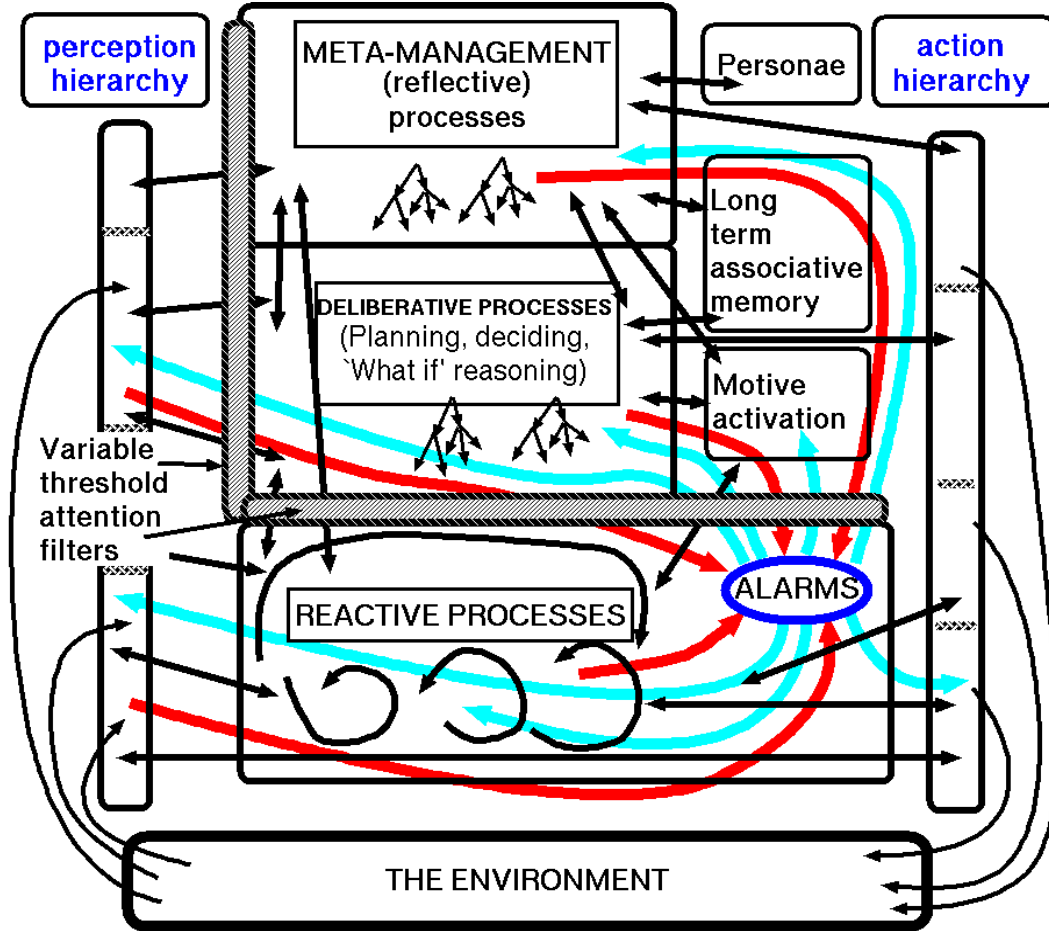 perception
hierarchy
META-MANAGEMENT
(reflective)
processes
Personae
action
hierarchy
Long
term
associative
memory
DELIBERATIVE PROCESSES
(Planning, deciding,
`What if' reasoning)
Motive
activation
Variable
threshold
attention
filters
ALARMS
REACTIVE PROCESSES
THE ENVIRONMENT